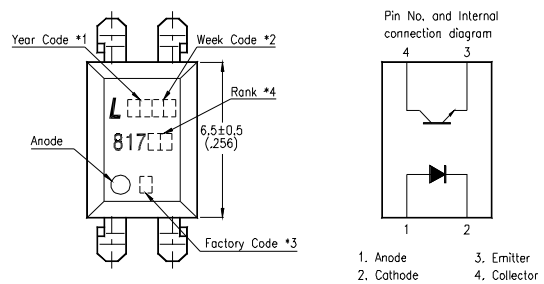 Pin No. and Internal
connection diagram
Year Code *1
Week Code *2
4
3
L
Rank *4
6.5±0.5
(.256)
817
Anode
Factory Code *3
1
2
1. Anode
2. Cathode
3. Emitter
4. Collector